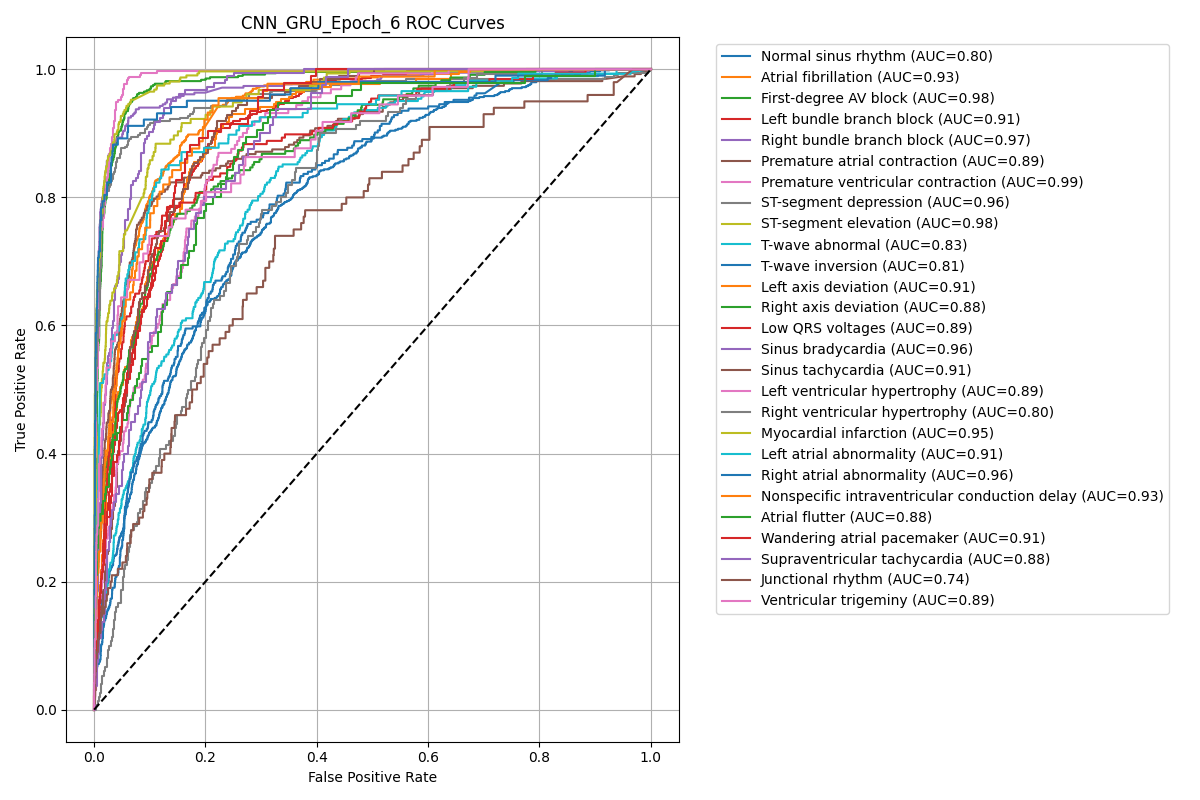 CNN_GRU_Epoch_6 ROC Curves
1.0
0.8
0.6
0.4
0.2
0.0
True Positive Rate
0.0 0.2 0.4 0.6 0.8 1.0
False Positive Rate
Normal sinus rhythm (AUC=0.80)
Atrial fibrillation (AUC=0.93)
First-degree AV block (AUC=0.98)
Left bundle branch block (AUC=0.91)
Right bundle branch block (AUC=0.97)
Premature atrial contraction (AUC=0.89)
Premature ventricular contraction (AUC=0.99)
ST-segment depression (AUC=0.96)
ST-segment elevation (AUC=0.98)
T-wave abnormal (AUC=0.83)
T-wave inversion (AUC=0.81)
Left axis deviation (AUC=0.91)
Right axis deviation (AUC=0.88)
Low QRS voltages (AUC=0.89)
Sinus bradycardia (AUC=0.96)
Sinus tachycardia (AUC=0.91)
Left ventricular hypertrophy (AUC=0.89)
Right ventricular hypertrophy (AUC=0.80)
Myocardial infarction (AUC=0.95)
Left atrial abnormality (AUC=0.91)
Right atrial abnormality (AUC=0.96)
Nonspecific intraventricular conduction delay (AUC=0.93)
Atrial flutter (AUC=0.88)
Wandering atrial pacemaker (AUC=0.91)
Supraventricular tachycardia (AUC=0.88)
Junctional rhythm (AUC=0.74)
Ventricular trigeminy (AUC=0.89)